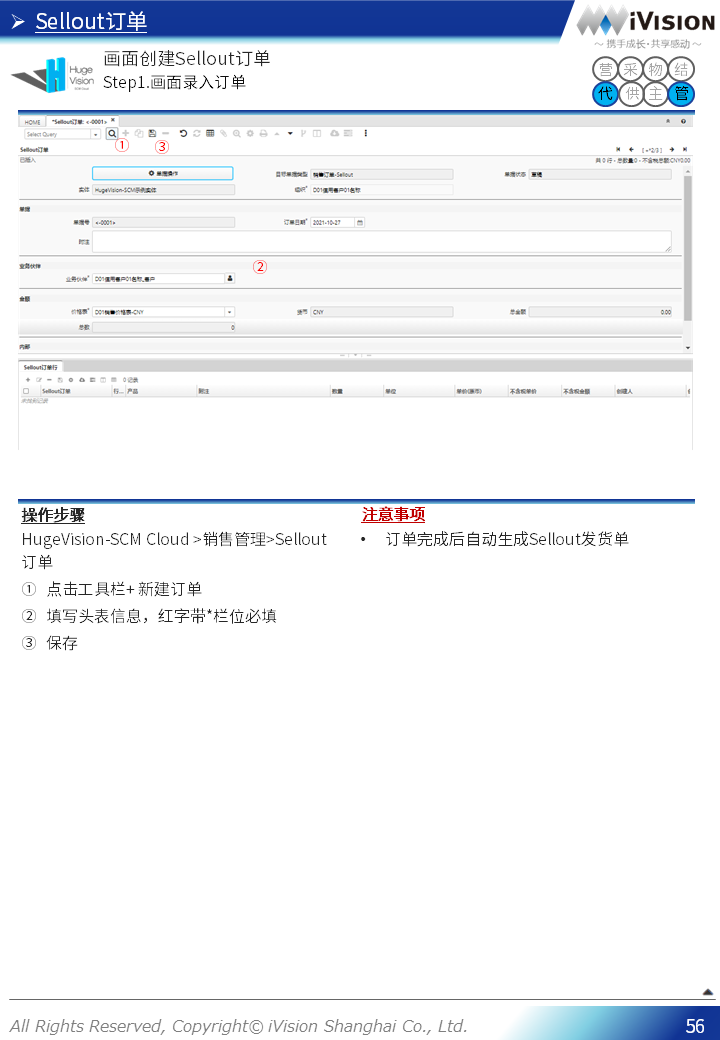 Sellout订单
iVISION
～ 携手成长·共享感动 ～
Huge
Vision
画面创建Sellout订单
Step1.画面录入订单
营 采 物 结
代 供 主 管
HOME *Sellout订单: <-0001> ×
Select Query
① ③
Sellout订单 [ +*2/3 ]
已插入 共 0 行 - 总数量:0 - 不含税总额:CNY0.00
单据操作 目标单据类型 销售订单-Sellout 单据状态 草稿
实体 HugeVision-SCM示例实体 组织* D01信用客户01名称
单据
单据号 <-0001> 订单日期* 2021-10-27
附注
业务伙伴 ②
业务伙伴* D01信用客户01名称_客户
金额
价格表* D01销售价格表-CNY 货币 CNY 总金额 0.00
总数 0
内部
Sellout订单行
0 记录
Sellout订单 行... 产品 附注 数量 单位 单价(原币) 不含税单价 不含税金额 创建人
未找到记录
操作步骤
HugeVision-SCM Cloud >销售管理>Sellout
订单
① 点击工具栏+ 新建订单
② 填写头表信息，红字带*栏位必填
③ 保存
注意事项
• 订单完成后自动生成Sellout发货单
All Rights Reserved, Copyright© iVision Shanghai Co., Ltd.
56